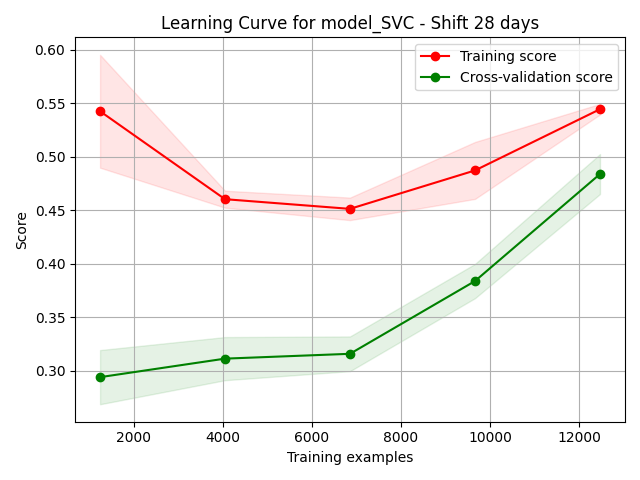 Learning Curve for model_SVC - Shift 28 days
Training score
Cross-validation score
0.60
0.55
0.50
0.45
0.40
0.35
0.30
Score
2000
4000
6000
8000
10000
12000
Training examples